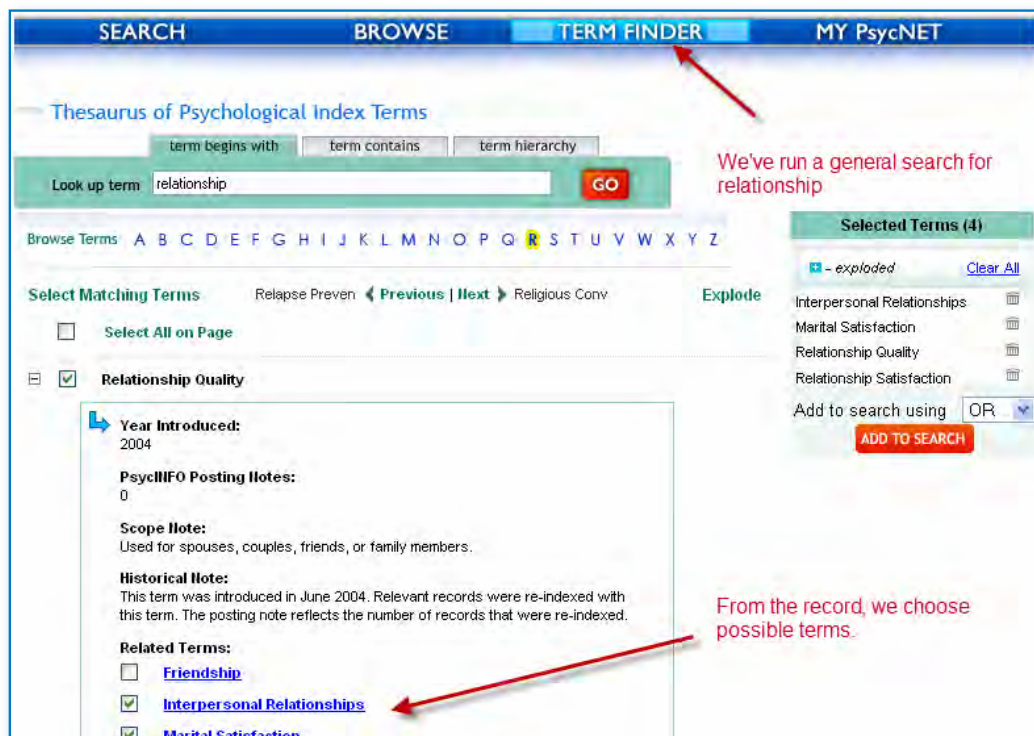 SEARCH BROWSE TERM FINDER MY PsycNET
Thesaurus of Psychological Index Terms
term begins with term contains term hierarchy
Look up term relationship GO
We've run a general search for
relationship
Browse Terms A B C D E F G H I J K L M N O P Q R S T U V W X Y Z
Selected Terms (4)
- exploded Clear All
Select Matching Terms Relapse Preven Previous | Next Religious Conv Explode
Interpersonal Relationships
Marital Satisfaction
Relationship Quality
Relationship Satisfaction
Add to search using OR
ADD TO SEARCH
Select All on Page
Relationship Quality
Year Introduced:
2004
PsycINFO Posting Notes:
0
Scope Note:
Used for spouses, couples, friends, or family members.
Historical Note:
This term was introduced in June 2004. Relevant records were re-indexed with
this term. The posting note reflects the number of records that were re-indexed.
From the record, we choose
possible terms.
Related Terms:
Friendship
Interpersonal Relationships
Marital Satisfaction